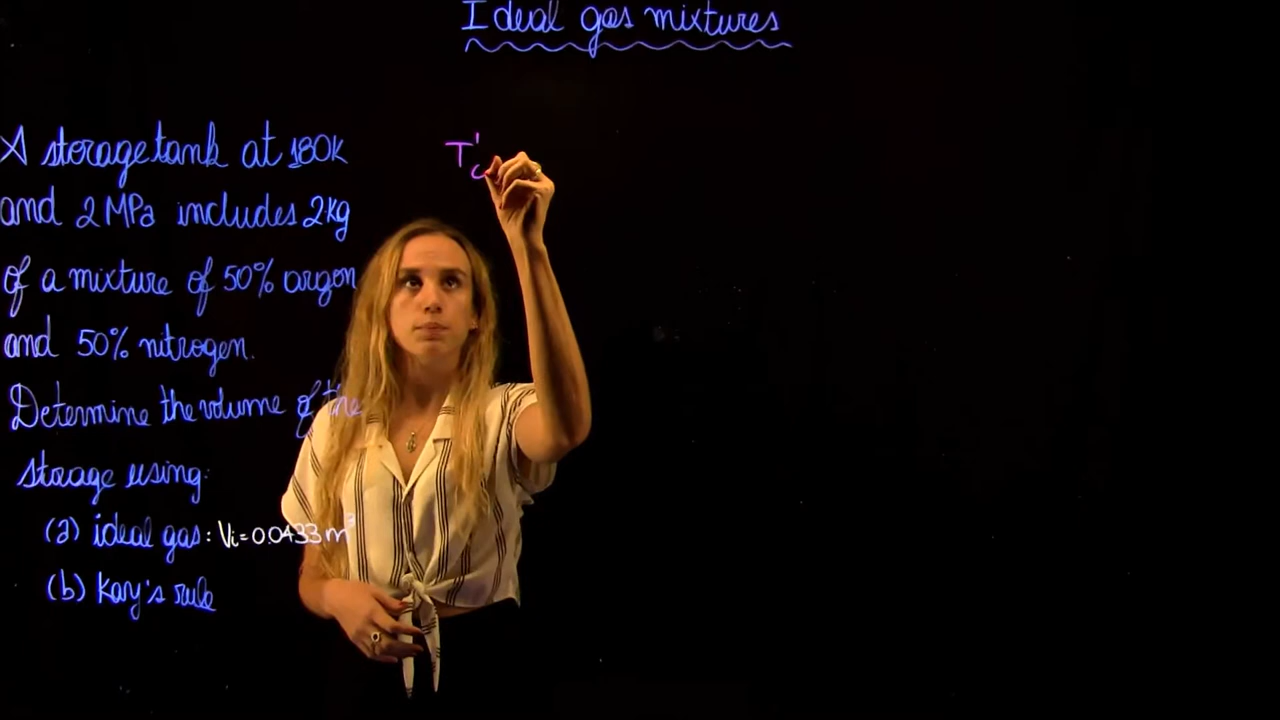 Ideal gas mixtures
A storage tank at 180K
and 2 MPa includes 2kg
of a mixture of 50% argon
and 50% nitrogen.
Determine the volume of the
storage using:
(a) ideal gas: Vi = 0.0433 m³
(b) Kay's rule
T'c